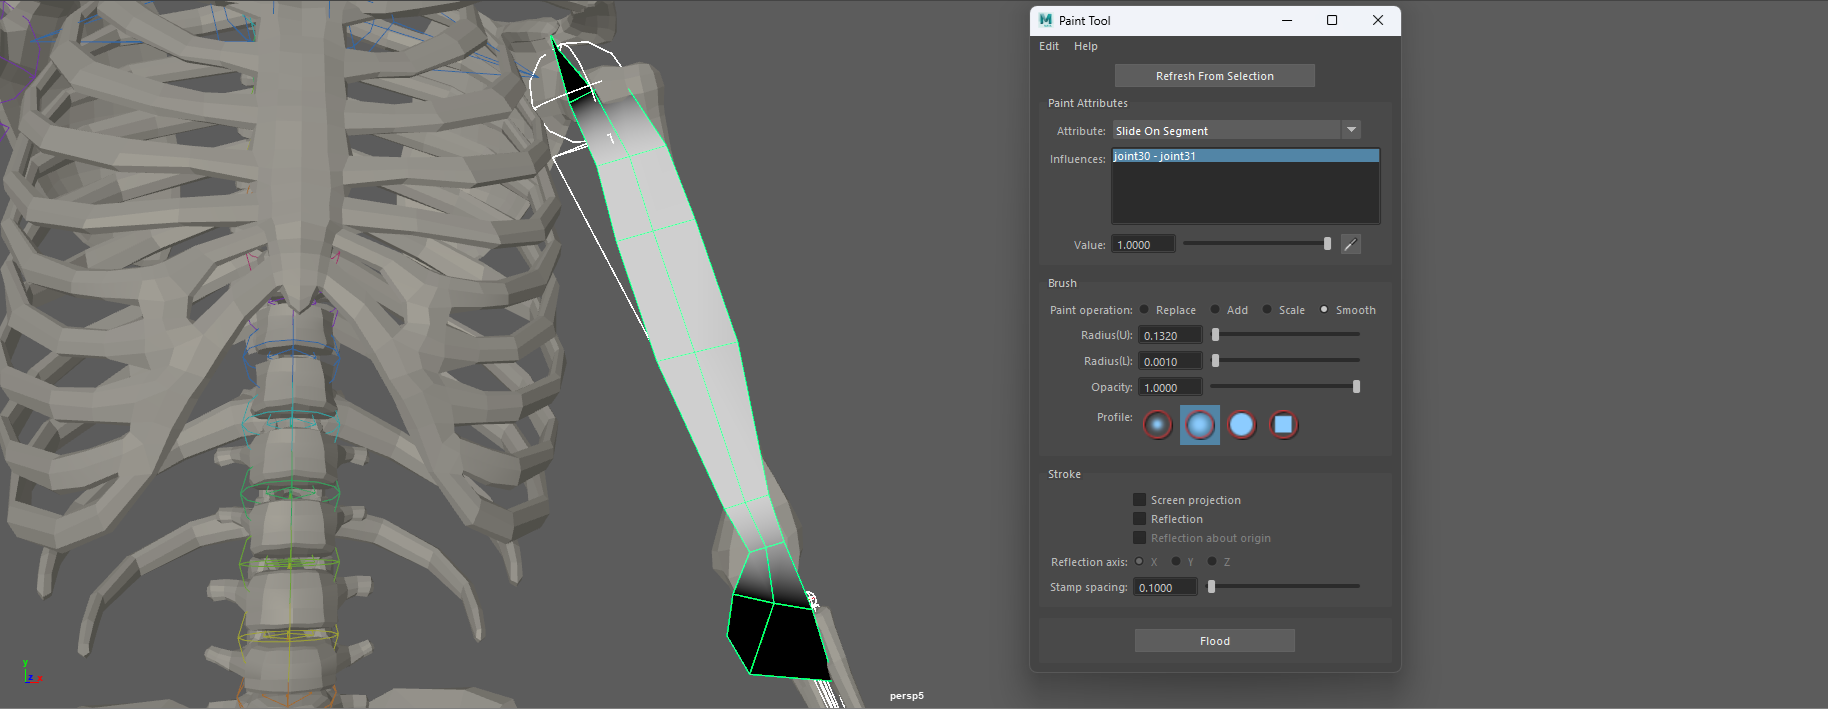 Paint Tool
Edit Help
Refresh From Selection
Paint Attributes
Attribute: Slide On Segment
Influences: joint30 - joint31
Value: 1.0000
Brush
Paint operation: Replace Add Scale Smooth
Radius(U): 0.1320
Radius(L): 0.0010
Opacity: 1.0000
Profile:
Stroke
Screen projection
Reflection
Reflection about origin
Reflection axis: X Y Z
Stamp spacing: 0.1000
Flood
y
z x
persp5